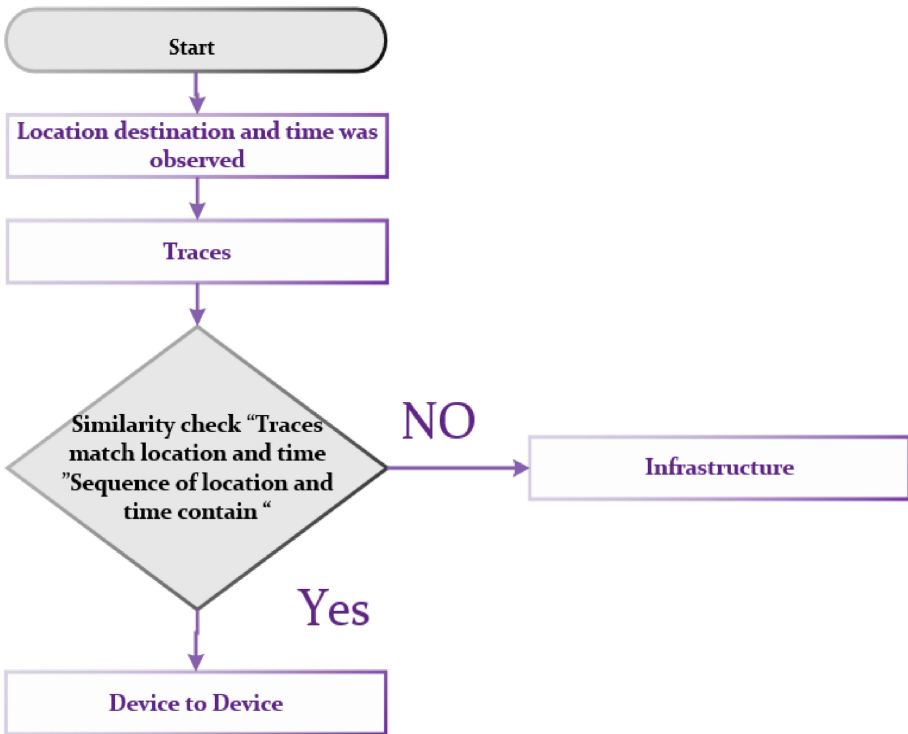 Start
Location destination and time was
observed
Traces
Similarity check “Traces
match location and time
”Sequence of location and
time contain “
NO
Infrastructure
Yes
Device to Device